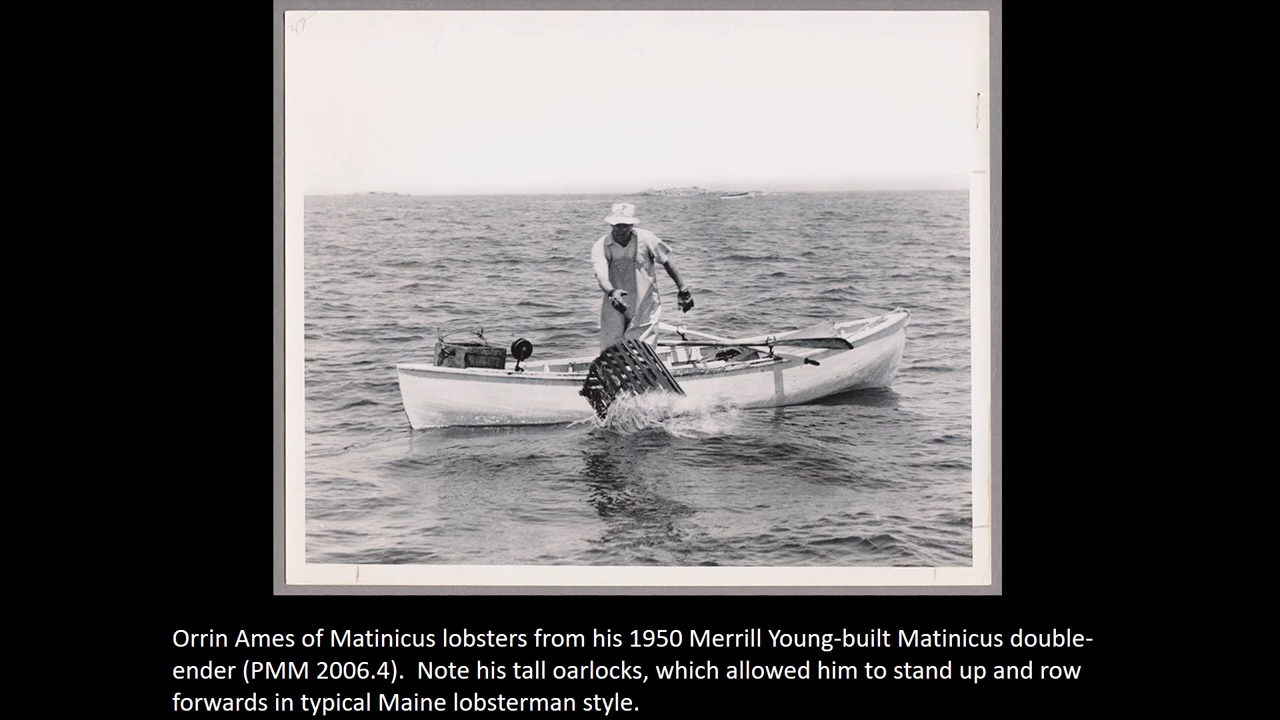 47
Orrin Ames of Matinicus lobsters from his 1950 Merrill Young-built Matinicus double-
ender (PMM 2006.4).  Note his tall oarlocks, which allowed him to stand up and row
forwards in typical Maine lobsterman style.